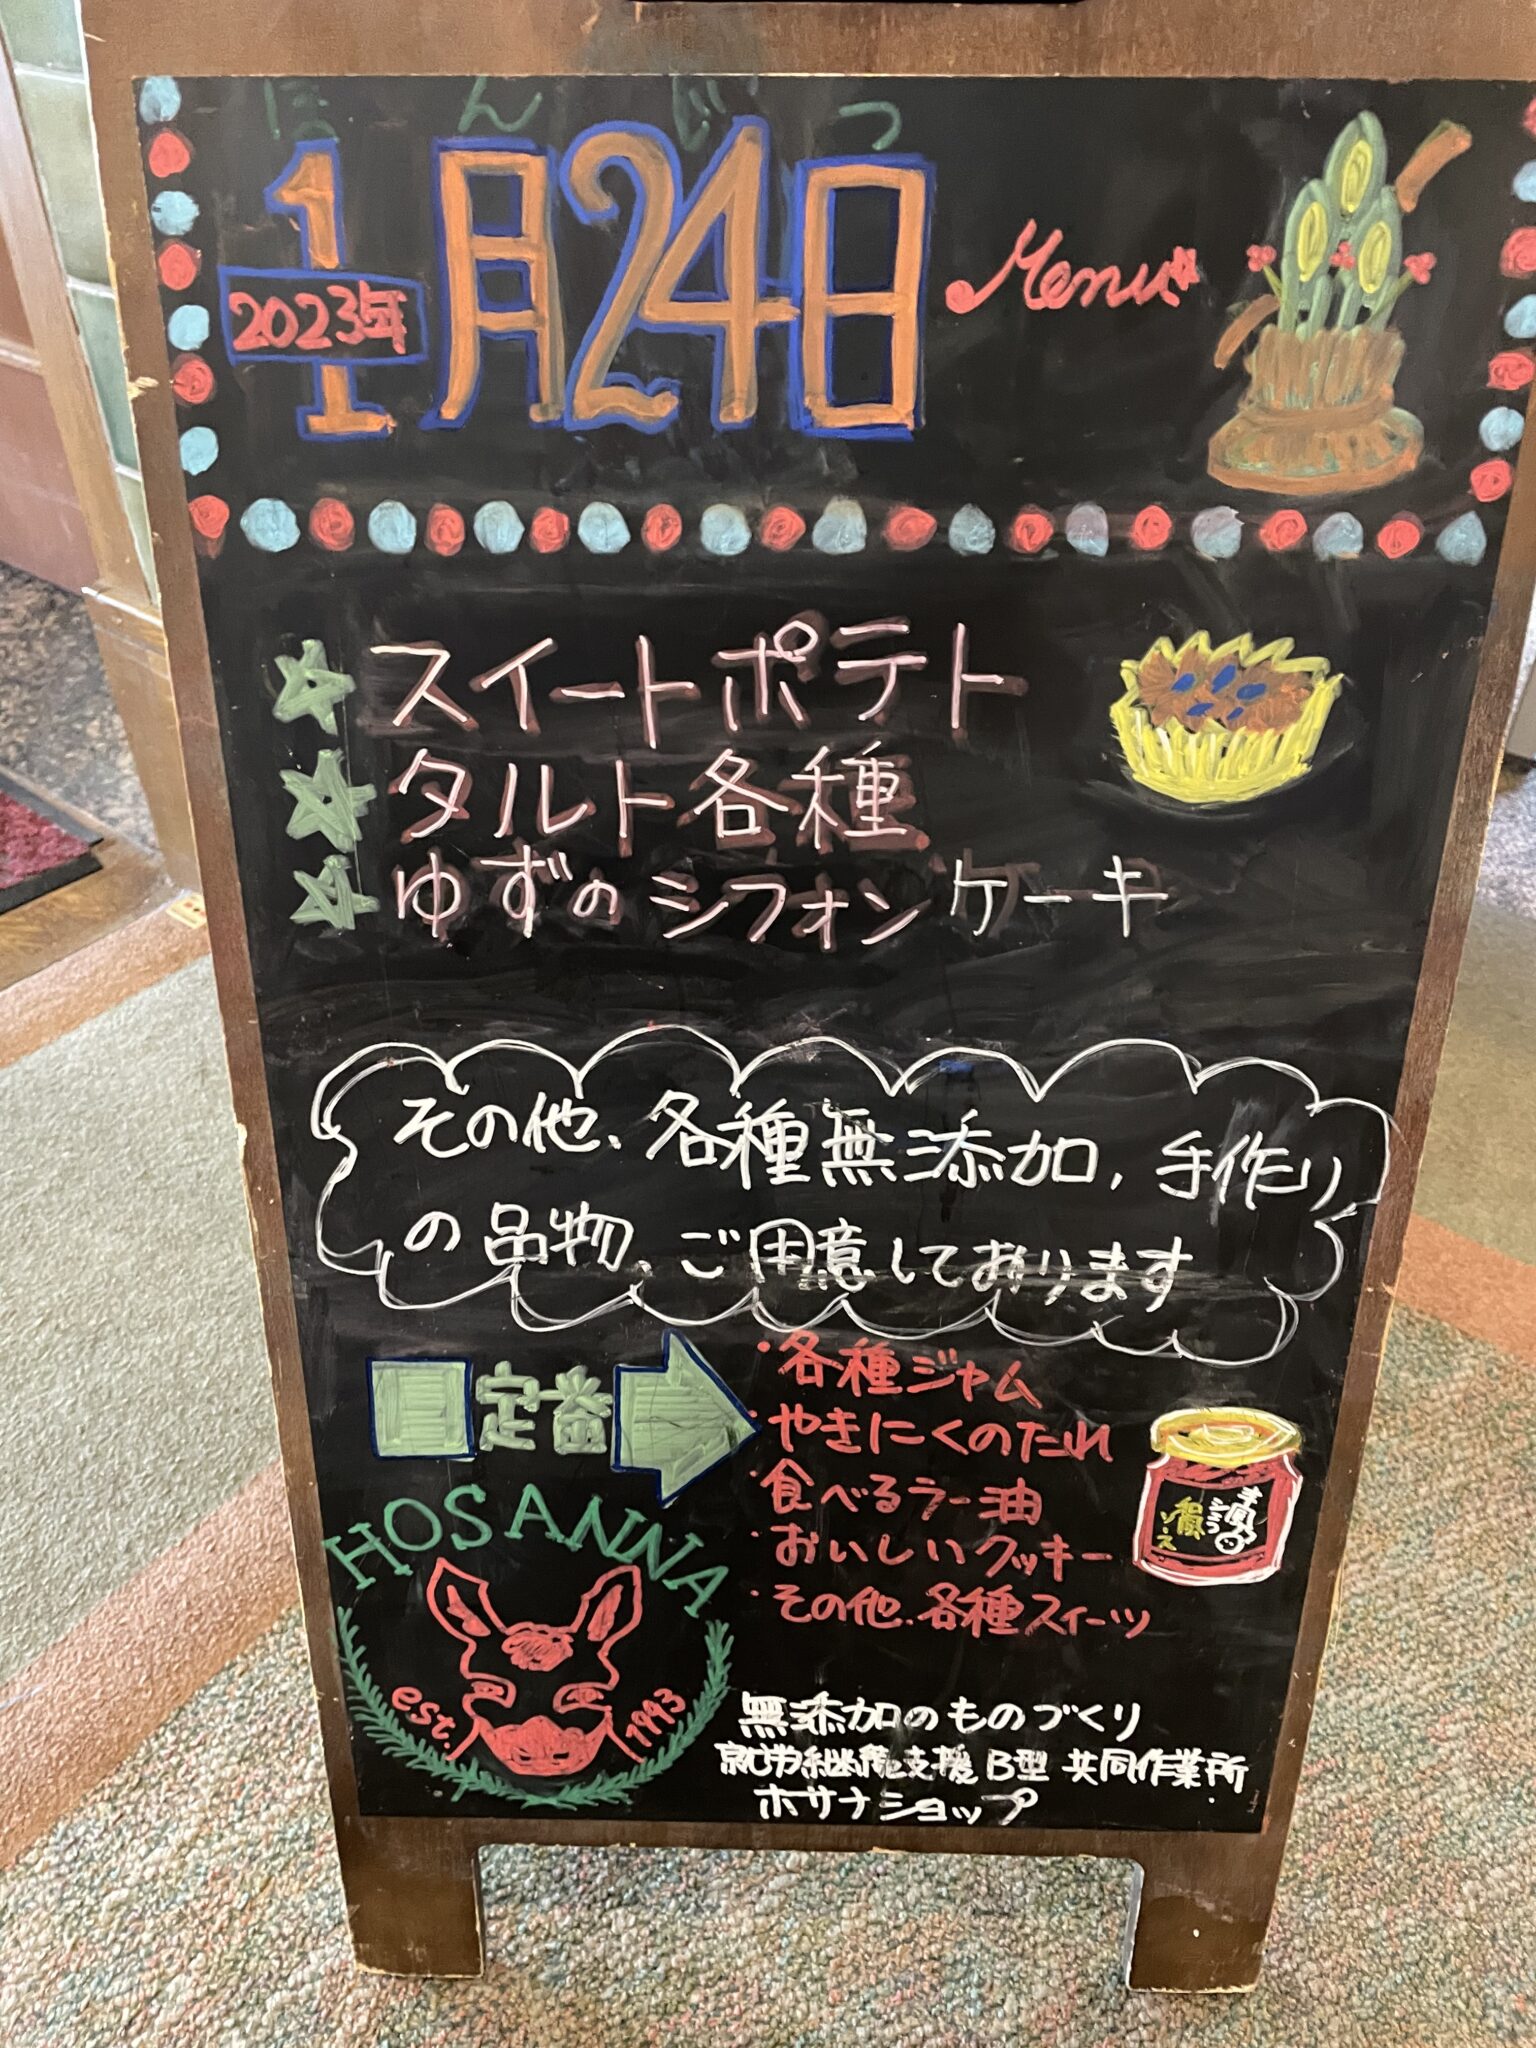 ほんじつ
1月24日
2023年
Menu
スイートポテト
タルト各種
ゆずのシフォンケーキ
その他、各種無添加、手作り
の品物、ご用意しております
定番
・各種ジャム
・やきにくのたれ
・食べるラー油
・おいしいクッキー
・その他、各種スイーツ
和風
ソース
HOSANNA
est. 1993
無添加のものづくり
就労継続支援B型 共同作業所
ホサナショップ